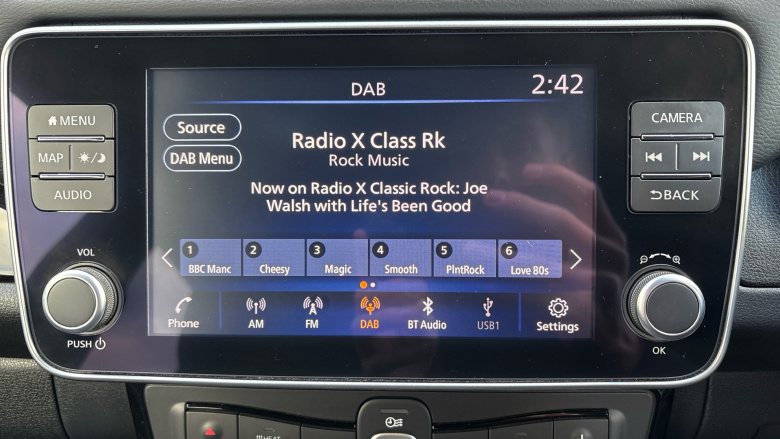 DAB
2:42
MENU
MAP
AUDIO
CAMERA
BACK
Source
DAB Menu
Radio X Class Rk
Rock Music
Now on Radio X Classic Rock: Joe
Walsh with Life's Been Good
1 BBC Manc
2 Cheesy
3 Magic
4 Smooth
5 PlntRock
6 Love 80s
VOL
PUSH
OK
Phone
AM
FM
DAB
BT Audio
USB1
Settings
HEAT